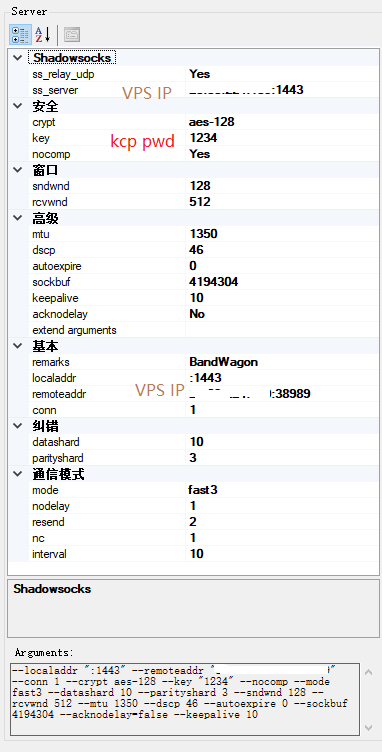 Server
Shadowsocks
ss_relay_udp Yes
ss_server VPS IP :1443
安全
crypt aes-128
key kcp pwd 1234
nocomp Yes
窗口
sndwnd 128
rcvwnd 512
高级
mtu 1350
dscp 46
autoexpire 0
sockbuf 4194304
keepalive 10
acknodelay No
extend arguments
基本
remarks BandWagon
localaddr :1443
remoteaddr VPS IP :38989
conn 1
纠错
datashard 10
parityshard 3
通信模式
mode fast3
nodelay 1
resend 2
nc 1
interval 10
Shadowsocks
Arguments:
--localaddr ":1443" --remoteaddr "
--conn 1 --crypt aes-128 --key "1234" --nocomp --mode
fast3 --datashard 10 --parityshard 3 --sndwnd 128 --
rcvwnd 512 --mtu 1350 --dscp 46 --autoexpire 0 --sockbuf
4194304 --acknodelay=false --keepalive 10